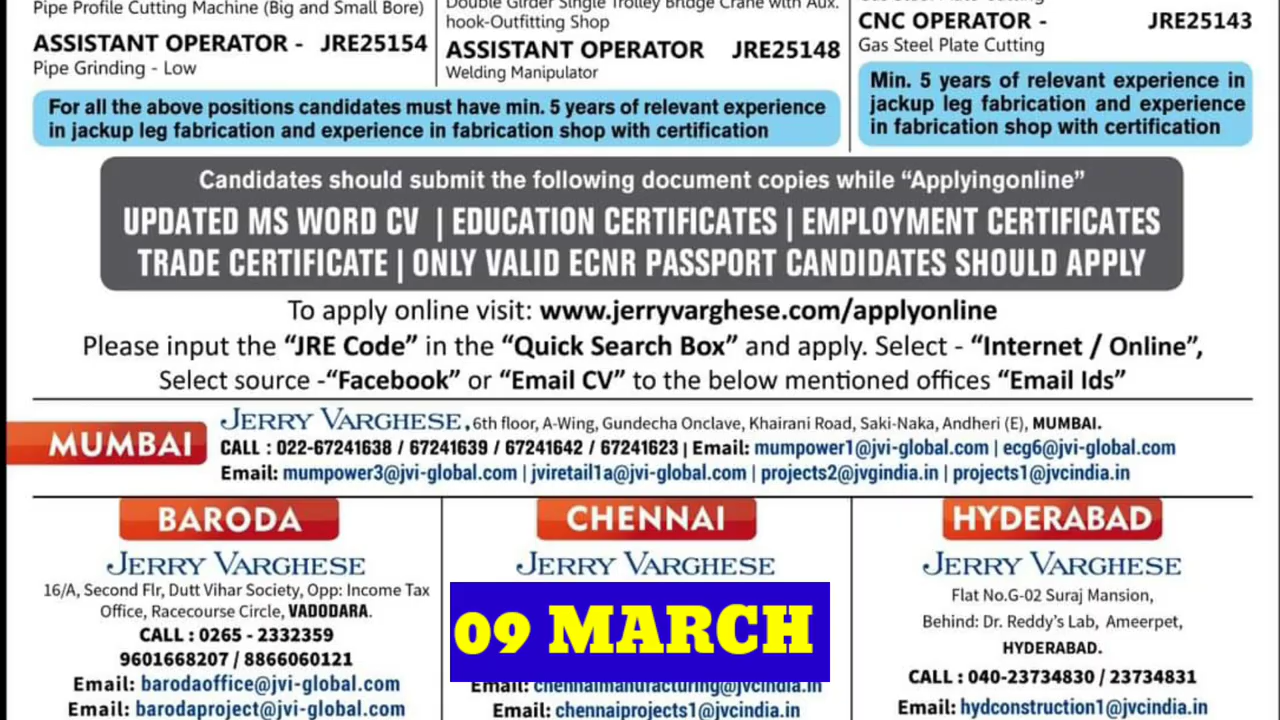 Pipe Profile Cutting Machine (Big and Small Bore)
ASSISTANT OPERATOR - JRE25154
Pipe Grinding - Low
Double Girder Single Trolley Bridge Crane with Aux.
hook-Outfitting Shop
ASSISTANT OPERATOR JRE25148
Welding Manipulator
CNC OPERATOR - JRE25143
Gas Steel Plate Cutting
For all the above positions candidates must have min. 5 years of relevant experience
in jackup leg fabrication and experience in fabrication shop with certification
Min. 5 years of relevant experience in
jackup leg fabrication and experience
in fabrication shop with certification
Candidates should submit the following document copies while “Applyingonline”
UPDATED MS WORD CV | EDUCATION CERTIFICATES | EMPLOYMENT CERTIFICATES
TRADE CERTIFICATE | ONLY VALID ECNR PASSPORT CANDIDATES SHOULD APPLY
To apply online visit: www.jerryvarghese.com/applyonline
Please input the “JRE Code” in the “Quick Search Box” and apply. Select - “Internet / Online”,
Select source -“Facebook” or “Email CV” to the below mentioned offices “Email Ids”
MUMBAI
JERRY VARGHESE, 6th floor, A-Wing, Gundecha Onclave, Khairani Road, Saki-Naka, Andheri (E), MUMBAI.
CALL : 022-67241638 / 67241639 / 67241642 / 67241623 | Email: mumpower1@jvi-global.com | ecg6@jvi-global.com
Email: mumpower3@jvi-global.com | jviretail1a@jvi-global.com | projects2@jvgindia.in | projects1@jvcindia.in
BARODA
JERRY VARGHESE
16/A, Second Flr, Dutt Vihar Society, Opp: Income Tax
Office, Racecourse Circle, VADODARA.
CALL : 0265 - 2332359
9601668207 / 8866060121
Email: barodaoffice@jvi-global.com
Email: barodaproject@jvi-global.com
CHENNAI
JERRY VARGHESE
09 MARCH
Email: chennaimanufacturing@jvcindia.in
Email: chennaiprojects1@jvcindia.in
HYDERABAD
JERRY VARGHESE
Flat No.G-02 Suraj Mansion,
Behind: Dr. Reddy’s Lab, Ameerpet,
HYDERABAD.
CALL : 040-23734830 / 23734831
Email: hydconstruction1@jvcindia.in